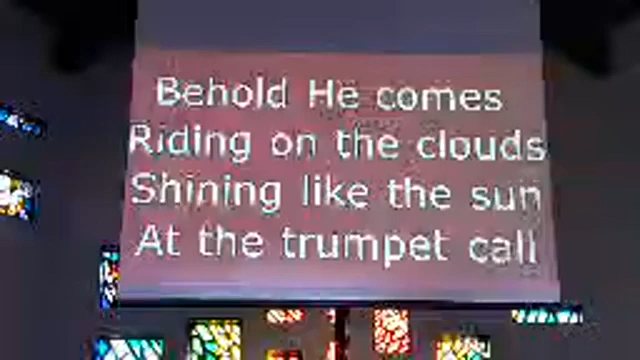 Behold He comes
Riding on the clouds
Shining like the sun
At the trumpet call